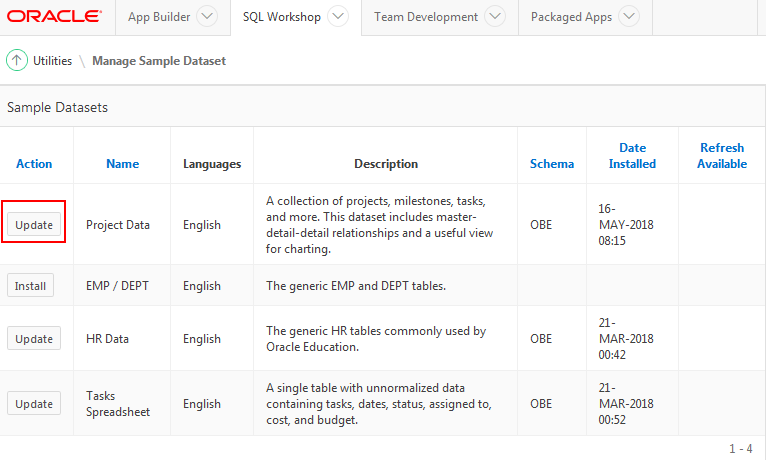 ORACLE App Builder SQL Workshop Team Development Packaged Apps
Utilities \ Manage Sample Dataset
Sample Datasets
Action Name Languages Description Schema Date Installed Refresh Available
Update Project Data English A collection of projects, milestones, tasks, and more. This dataset includes master-detail-detail relationships and a useful view for charting. OBE 16-MAY-2018 08:15
Install EMP / DEPT English The generic EMP and DEPT tables.
Update HR Data English The generic HR tables commonly used by Oracle Education. OBE 21-MAR-2018 00:42
Update Tasks Spreadsheet English A single table with unnormalized data containing tasks, dates, status, assigned to, cost, and budget. OBE 21-MAR-2018 00:52
1 - 4